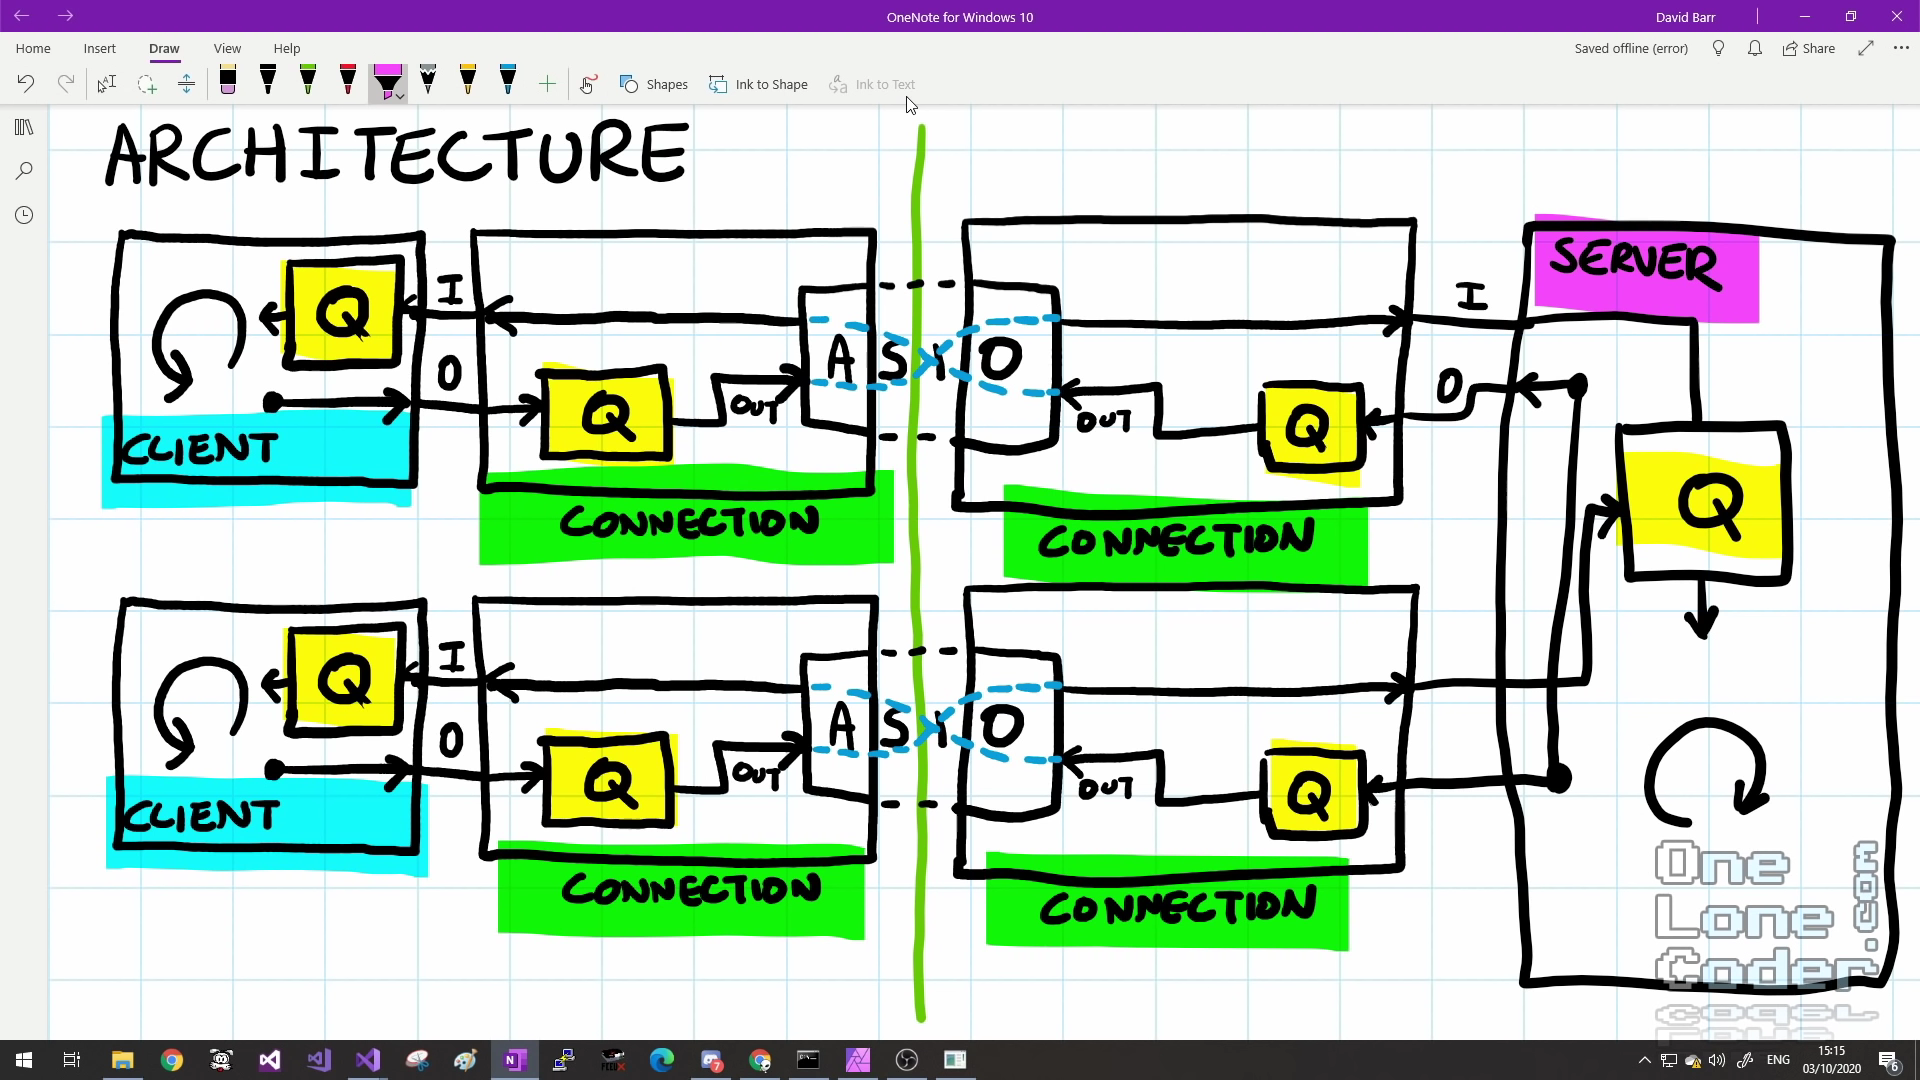 OneNote for Windows 10
David Barr
Home Insert Draw View Help
Saved offline (error)
Share
Shapes
Ink to Shape
Ink to Text
ARCHITECTURE
Q
I
O
CLIENT
Q
OUT
CONNECTION
ASIO
OUT
Q
CONNECTION
I
O
SERVER
Q
Q
I
O
CLIENT
Q
OUT
CONNECTION
ASIO
OUT
Q
CONNECTION
One
Lone
Coder
.com
7
ENG
15:15
03/10/2020
6